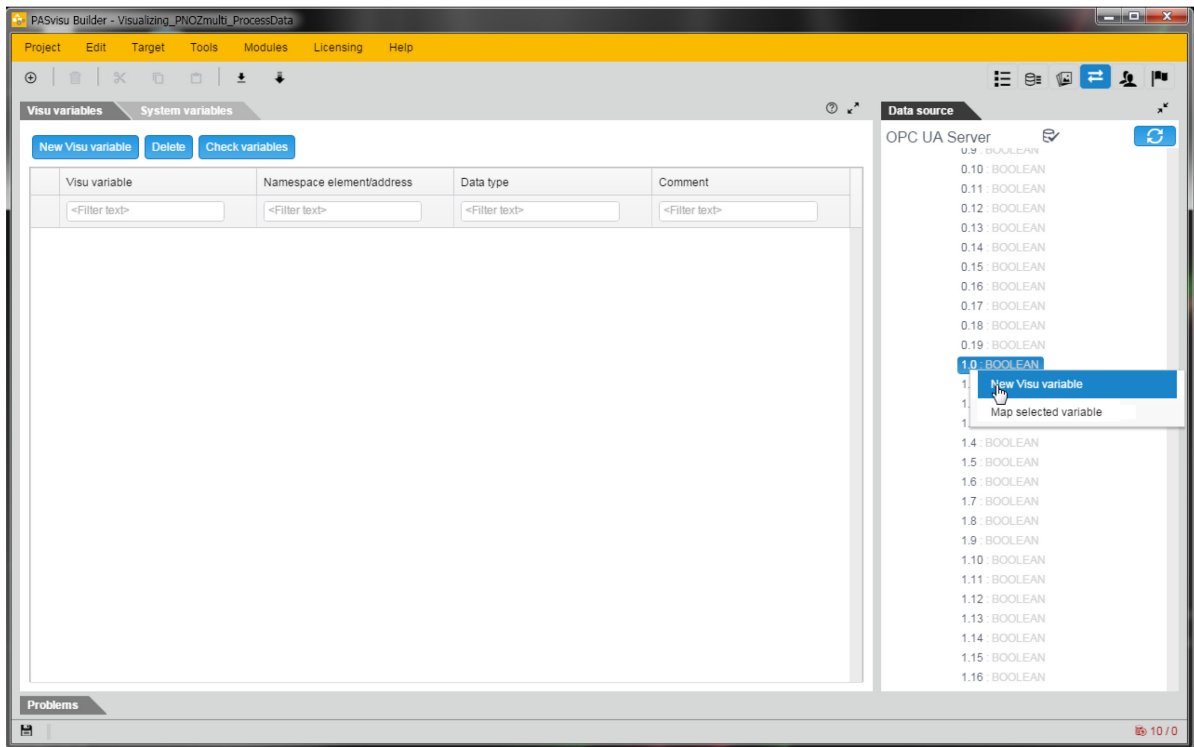 PASvisu Builder - Visualizing_PNOZmulti_ProcessData
Project Edit Target Tools Modules Licensing Help
Visu variables System variables
Data source
OPC UA Server
New Visu variable Delete Check variables
Visu variable Namespace element/address Data type Comment
<Filter text> <Filter text> <Filter text> <Filter text>
0.9 : BOOLEAN
0.10 : BOOLEAN
0.11 : BOOLEAN
0.12 : BOOLEAN
0.13 : BOOLEAN
0.14 : BOOLEAN
0.15 : BOOLEAN
0.16 : BOOLEAN
0.17 : BOOLEAN
0.18 : BOOLEAN
0.19 : BOOLEAN
1.0 : BOOLEAN
New Visu variable
Map selected variable
1.4 : BOOLEAN
1.5 : BOOLEAN
1.6 : BOOLEAN
1.7 : BOOLEAN
1.8 : BOOLEAN
1.9 : BOOLEAN
1.10 : BOOLEAN
1.11 : BOOLEAN
1.12 : BOOLEAN
1.13 : BOOLEAN
1.14 : BOOLEAN
1.15 : BOOLEAN
1.16 : BOOLEAN
Problems
10 / 0